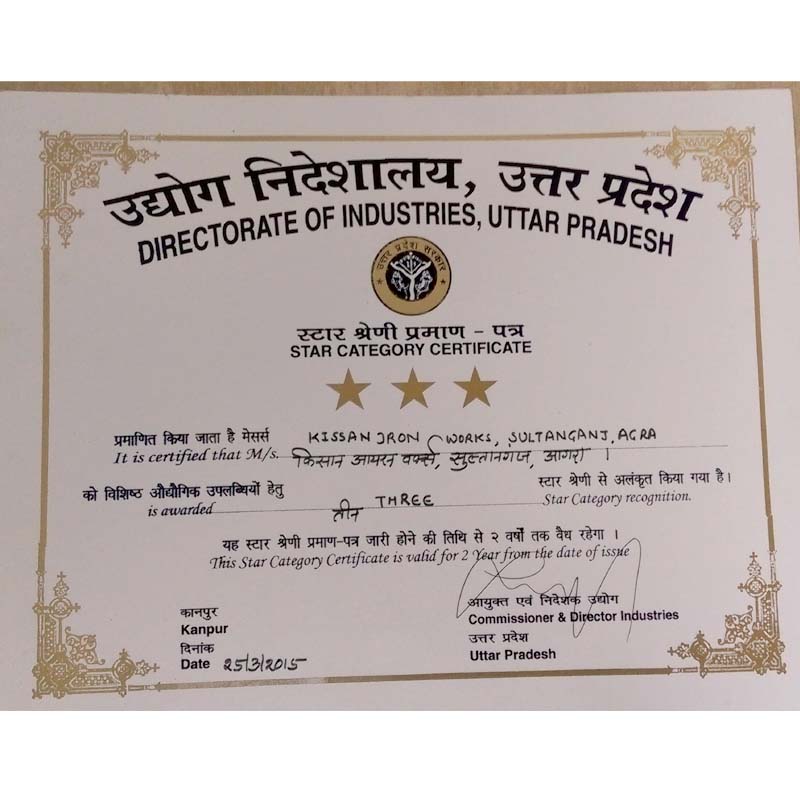 उद्योग निदेशालय, उत्तर प्रदेश
DIRECTORATE OF INDUSTRIES, UTTAR PRADESH
उत्तर प्रदेश सरकार
स्टार श्रेणी प्रमाण - पत्र
STAR CATEGORY CERTIFICATE
प्रमाणित किया जाता है मेसर्स KISSAN IRON WORKS, SULTANGANJ, AGRA
It is certified that M/s. किसान आयरन वर्क्स, सुल्तानगंज, आगरा।
को विशिष्ठ औद्योगिक उपलब्धियों हेतु THREE स्टार श्रेणी से अलंकृत किया गया है।
is awarded तीन Star Category recognition.
यह स्टार श्रेणी प्रमाण-पत्र जारी होने की तिथि से २ वर्षों तक वैध रहेगा ।
This Star Category Certificate is valid for 2 Year from the date of issue
कानपुर
Kanpur
दिनांक
Date 25/3/2015
आयुक्त एवं निदेशक उद्योग
Commissioner & Director Industries
उत्तर प्रदेश
Uttar Pradesh